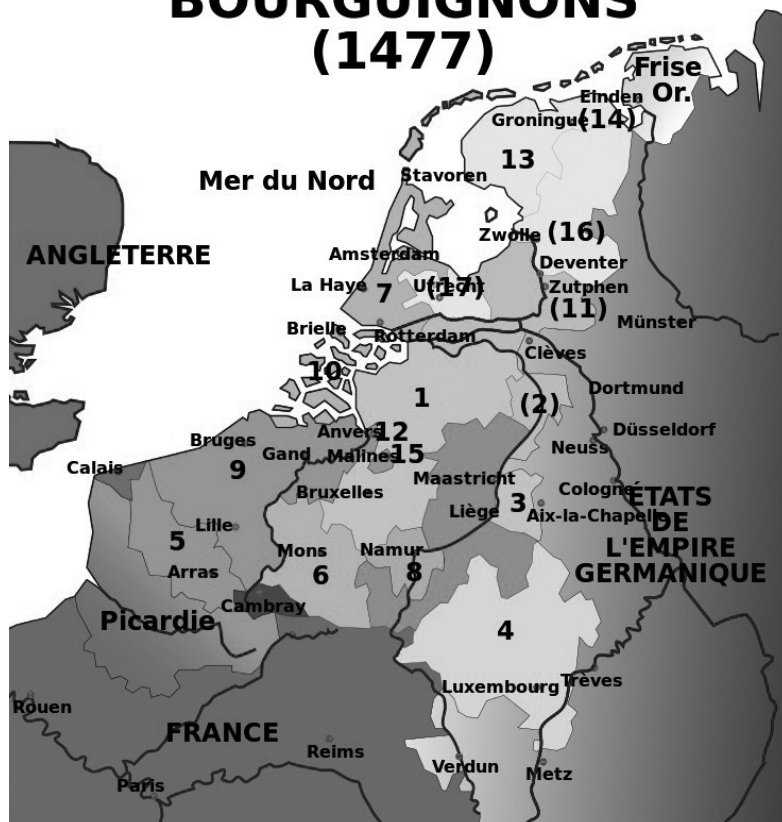 BOURGUIGNONS
(1477)
Frise
Or.
Einden
Groningue
(14)
13
Mer du Nord
Stavoren
Zwolle
(16)
ANGLETERRE
Amsterdam
Deventer
La Haye
7
Utrecht
(17)
Zutphen
(11)
Brielle
Rotterdam
Münster
Clèves
10
1
(2)
Dortmund
Anvers
12
Düsseldorf
Bruges
Gand
Malines
15
Neuss
Calais
9
Maastricht
Bruxelles
Cologne
Liège
3
Aix-la-Chapelle
ÉTATS
DE
L'EMPIRE
GERMANIQUE
Lille
5
Mons
Namur
Arras
6
8
Cambray
Picardie
4
Luxembourg
Trèves
Rouen
FRANCE
Reims
Verdun
Metz
Paris